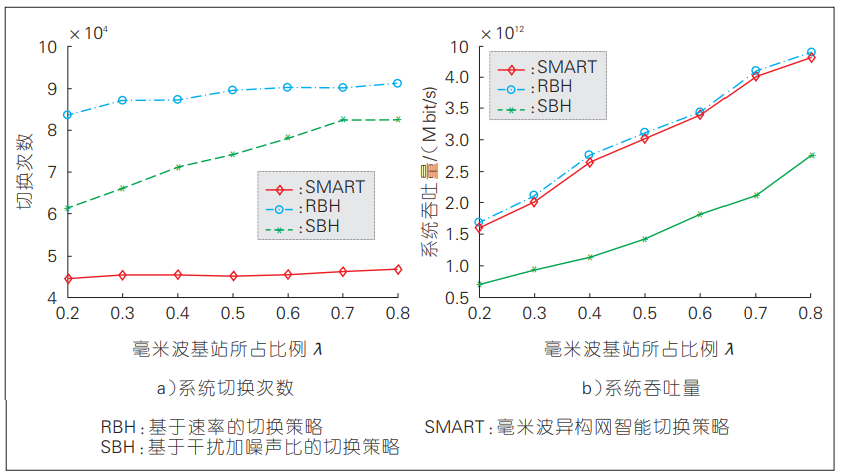 ×10⁴
10
9
8
7
6
5
4
切换次数
:SMART
:RBH
:SBH
0.2 0.3 0.4 0.5 0.6 0.7 0.8
毫米波基站所占比例 λ
a)系统切换次数
×10¹²
10
4.0
3.5
3.0
2.5
2.0
1.5
1.0
0.5
系统吞吐量/(Mbit/s)
:SMART
:RBH
:SBH
0.2 0.3 0.4 0.5 0.6 0.7 0.8
毫米波基站所占比例 λ
b)系统吞吐量
RBH:基于速率的切换策略 SMART:毫米波异构网智能切换策略
SBH:基于干扰加噪声比的切换策略